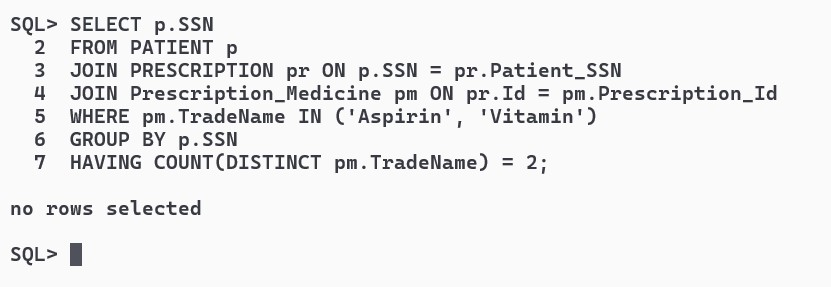 SQL> SELECT p.SSN
  2  FROM PATIENT p
  3  JOIN PRESCRIPTION pr ON p.SSN = pr.Patient_SSN
  4  JOIN Prescription_Medicine pm ON pr.Id = pm.Prescription_Id
  5  WHERE pm.TradeName IN ('Aspirin', 'Vitamin')
  6  GROUP BY p.SSN
  7  HAVING COUNT(DISTINCT pm.TradeName) = 2;
no rows selected
SQL>